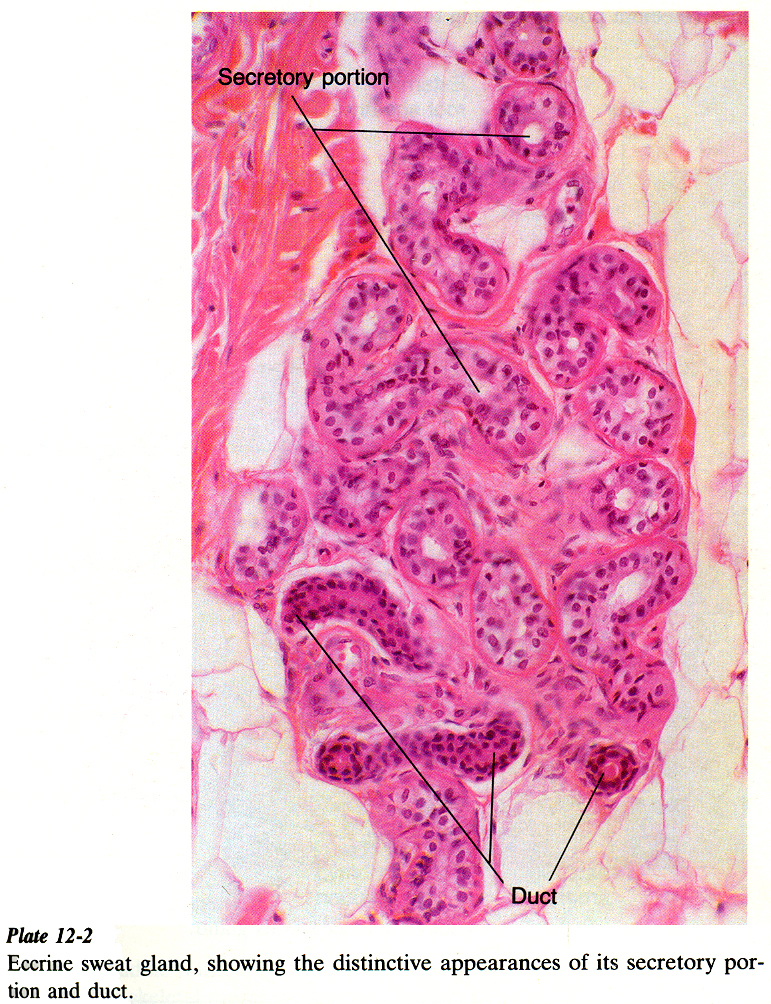 Secretory portion
Duct
Plate 12-2
Eccrine sweat gland, showing the distinctive appearances of its secretory por-
tion and duct.